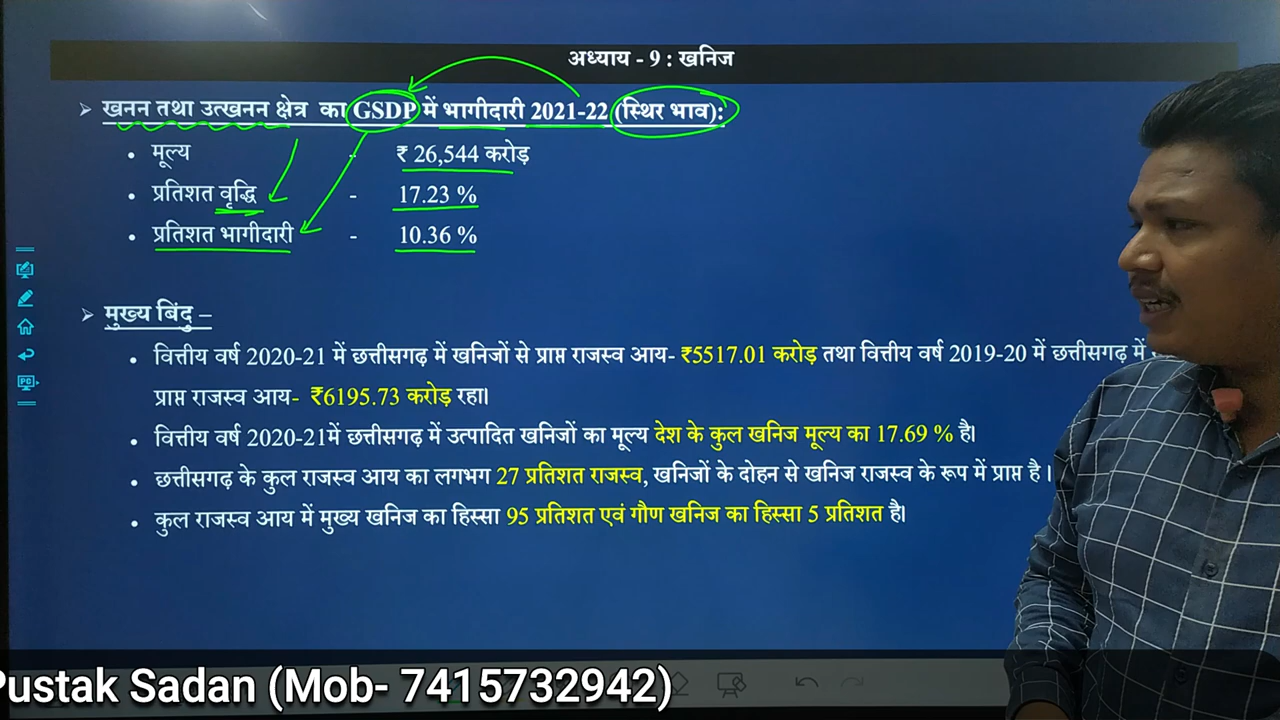 अध्याय - 9 : खनिज
➢ खनन तथा उत्खनन क्षेत्र का GSDP में भागीदारी 2021-22 (स्थिर भाव):
• मूल्य - ₹ 26,544 करोड़
• प्रतिशत वृद्धि - 17.23 %
• प्रतिशत भागीदारी - 10.36 %
➢ मुख्य बिंदु –
• वित्तीय वर्ष 2020-21 में छत्तीसगढ़ में खनिजों से प्राप्त राजस्व आय- ₹5517.01 करोड़ तथा वित्तीय वर्ष 2019-20 में छत्तीसगढ़ में
प्राप्त राजस्व आय- ₹6195.73 करोड़ रहा।
• वित्तीय वर्ष 2020-21में छत्तीसगढ़ में उत्पादित खनिजों का मूल्य देश के कुल खनिज मूल्य का 17.69 % है।
• छत्तीसगढ़ के कुल राजस्व आय का लगभग 27 प्रतिशत राजस्व, खनिजों के दोहन से खनिज राजस्व के रूप में प्राप्त है ।
• कुल राजस्व आय में मुख्य खनिज का हिस्सा 95 प्रतिशत एवं गौण खनिज का हिस्सा 5 प्रतिशत है।
PC
Pustak Sadan (Mob- 7415732942)